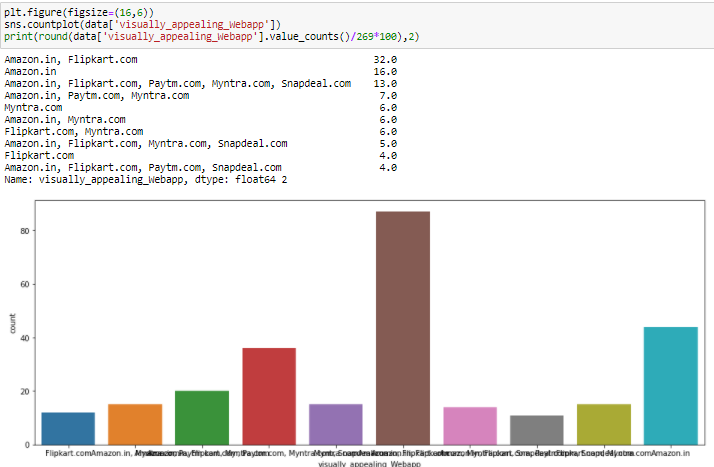 plt.figure(figsize=(16,6))
sns.countplot(data['visually_appealing_Webapp'])
print(round(data['visually_appealing_Webapp'].value_counts()/269*100),2)
Amazon.in, Flipkart.com 32.0
Amazon.in 16.0
Amazon.in, Flipkart.com, Paytm.com, Myntra.com, Snapdeal.com 13.0
Amazon.in, Paytm.com, Myntra.com 7.0
Myntra.com 6.0
Amazon.in, Myntra.com 6.0
Flipkart.com, Myntra.com 6.0
Amazon.in, Flipkart.com, Myntra.com, Snapdeal.com 5.0
Flipkart.com 4.0
Amazon.in, Flipkart.com, Paytm.com, Snapdeal.com 4.0
Name: visually_appealing_Webapp, dtype: float64 2
80
60
40
20
0
count
Flipkart.com Amazon.in, Amazon.in
visually_appealing_Webapp